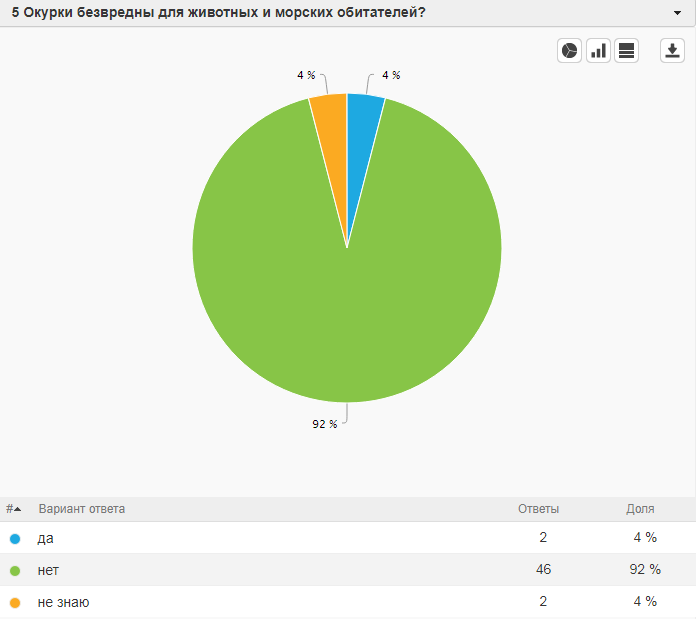 5 Окурки безвредны для животных и морских обитателей?
4 % 4 %
92 %
# Вариант ответа Ответы Доля
да 2 4 %
нет 46 92 %
не знаю 2 4 %